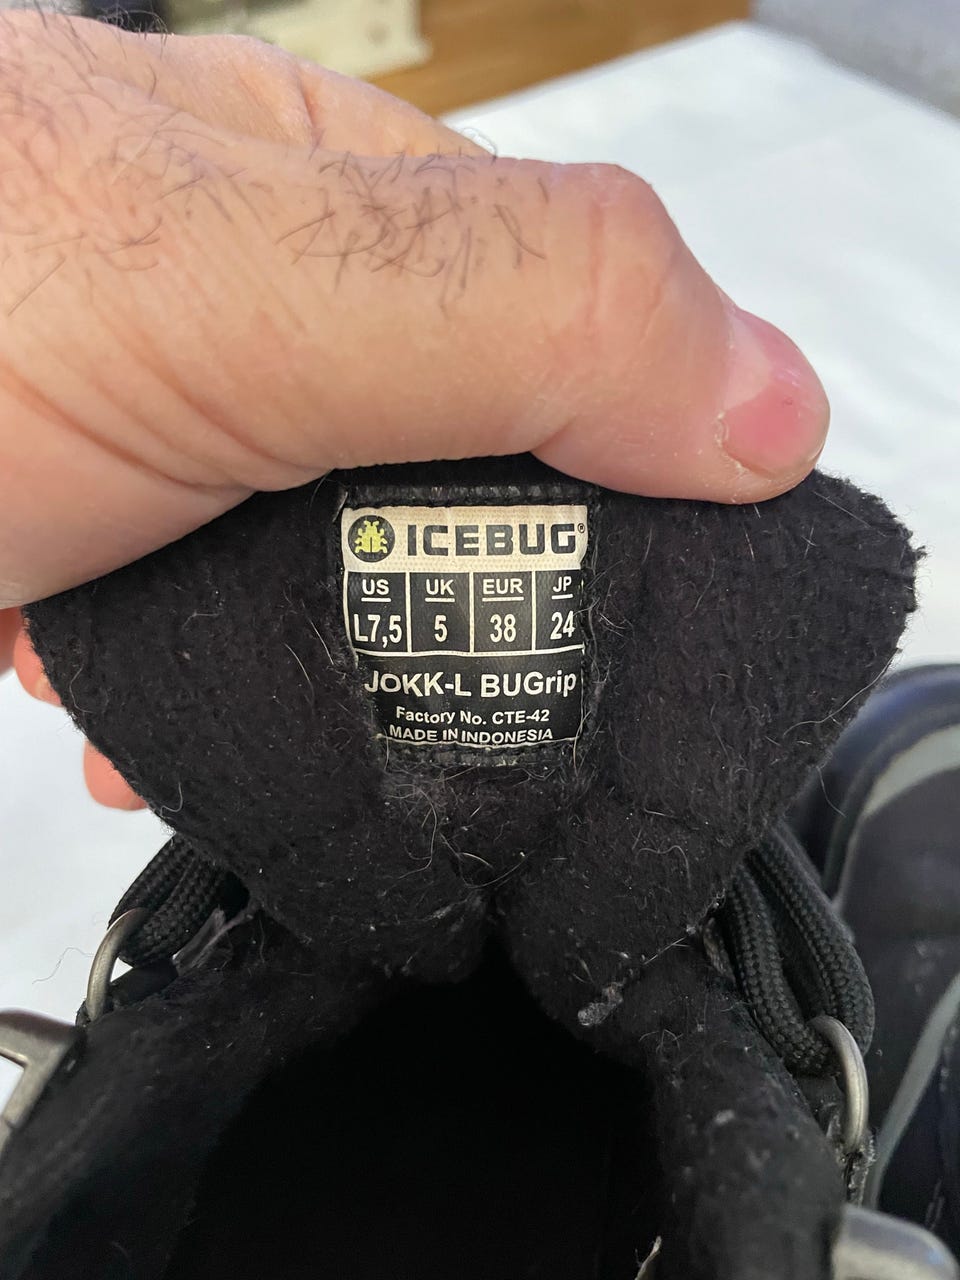 ICEBUG®
US UK EUR JP
L7,5 5 38 24
JOKK-L BUGrip
Factory No. CTE-42
MADE IN INDONESIA